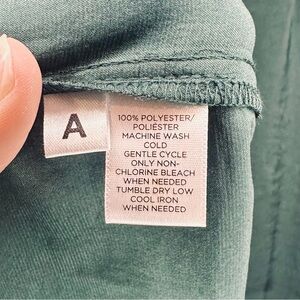 A
100% POLYESTER/
POLIÉSTER
MACHINE WASH
COLD
GENTLE CYCLE
ONLY NON-
CHLORINE BLEACH
WHEN NEEDED
TUMBLE DRY LOW
COOL IRON
WHEN NEEDED